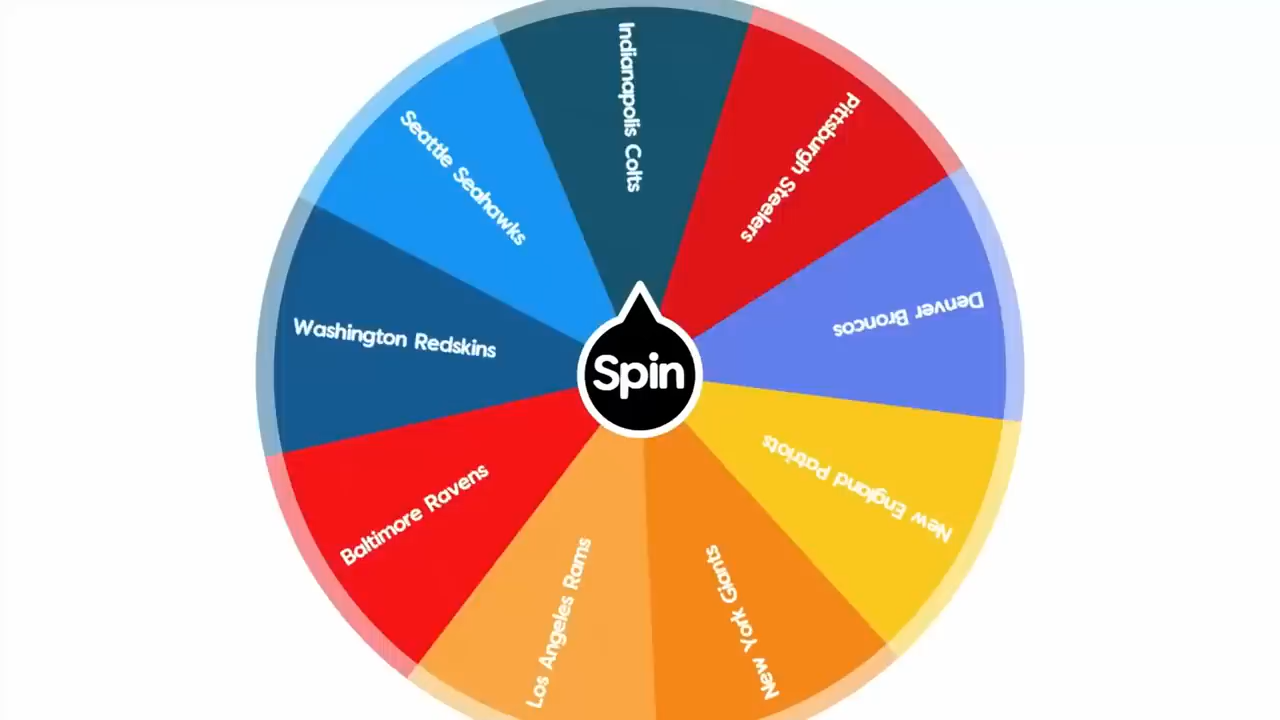 Indianapolis Colts
Pittsburgh Steelers
Denver Broncos
New England Patriots
New York Giants
Los Angeles Rams
Baltimore Ravens
Washington Redskins
Seattle Seahawks
Spin